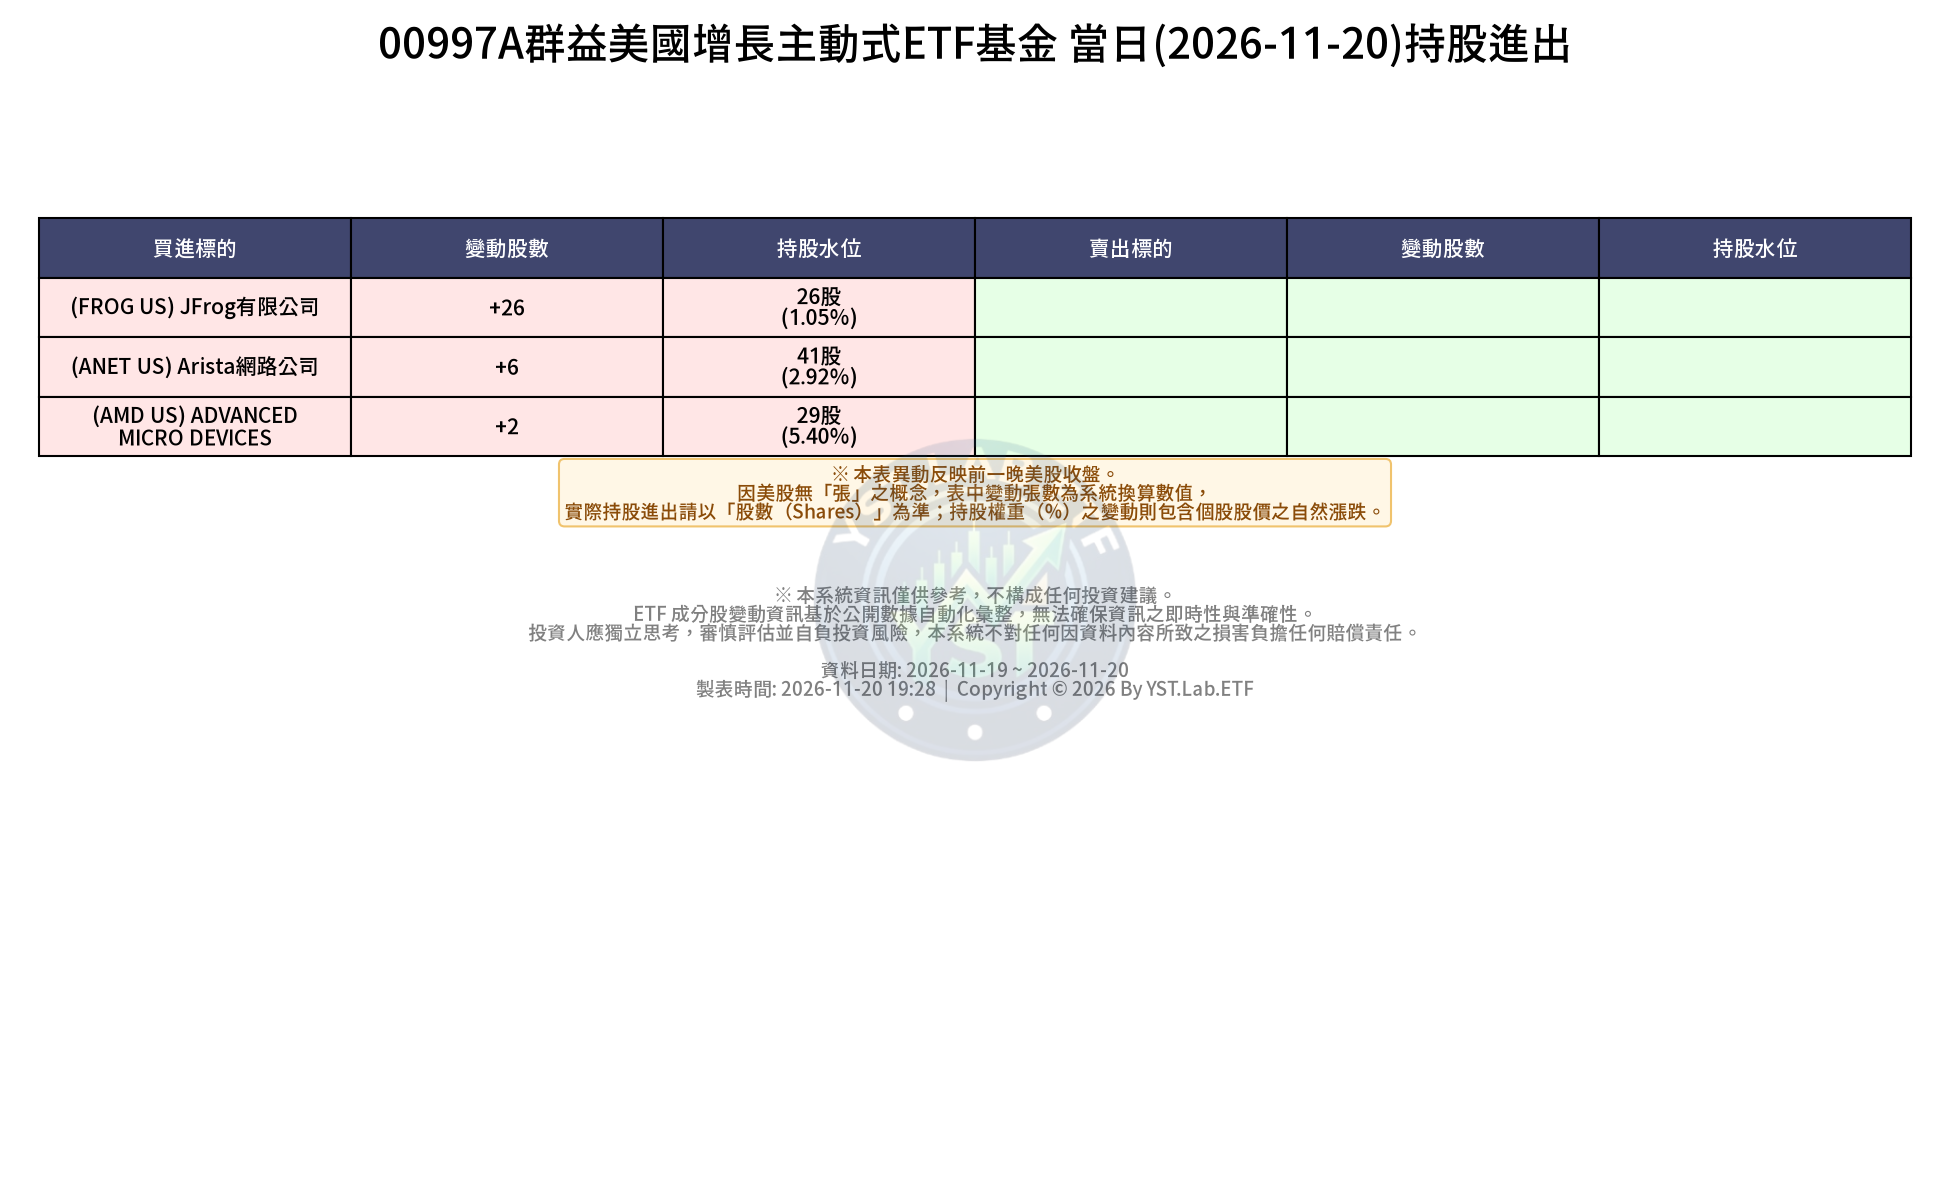 00997A群益美國增長主動式ETF基金 當日(2026-11-20)持股進出
買進標的 變動股數 持股水位 賣出標的 變動股數 持股水位
(FROG US) JFrog有限公司 +26 26股
(1.05%)
(ANET US) Arista網路公司 +6 41股
(2.92%)
(AMD US) ADVANCED
MICRO DEVICES +2 29股
(5.40%)
※ 本表異動反映前一晚美股收盤。
因美股無「張」之概念，表中變動張數為系統換算數值，
實際持股進出請以「股數（Shares）」為準；持股權重（%）之變動則包含個股股價之自然漲跌。
※ 本系統資訊僅供參考，不構成任何投資建議。
ETF 成分股變動資訊基於公開數據自動化彙整，無法確保資訊之即時性與準確性。
投資人應獨立思考，審慎評估並自負投資風險，本系統不對任何因資料內容所致之損害負擔任何賠償責任。
資料日期: 2026-11-19 ~ 2026-11-20
製表時間: 2026-11-20 19:28 | Copyright © 2026 By YST.Lab.ETF
YST